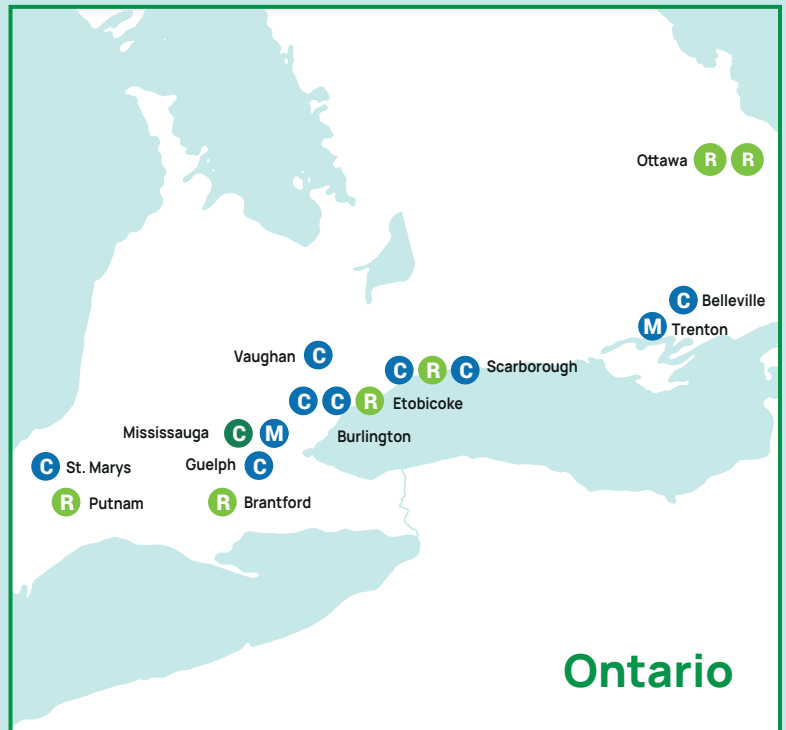 Ottawa R R
C Belleville
M Trenton
Vaughan C
C R C Scarborough
C C R Etobicoke
Mississauga C M
Burlington
C St. Marys
Guelph C
R Putnam
R Brantford
Ontario